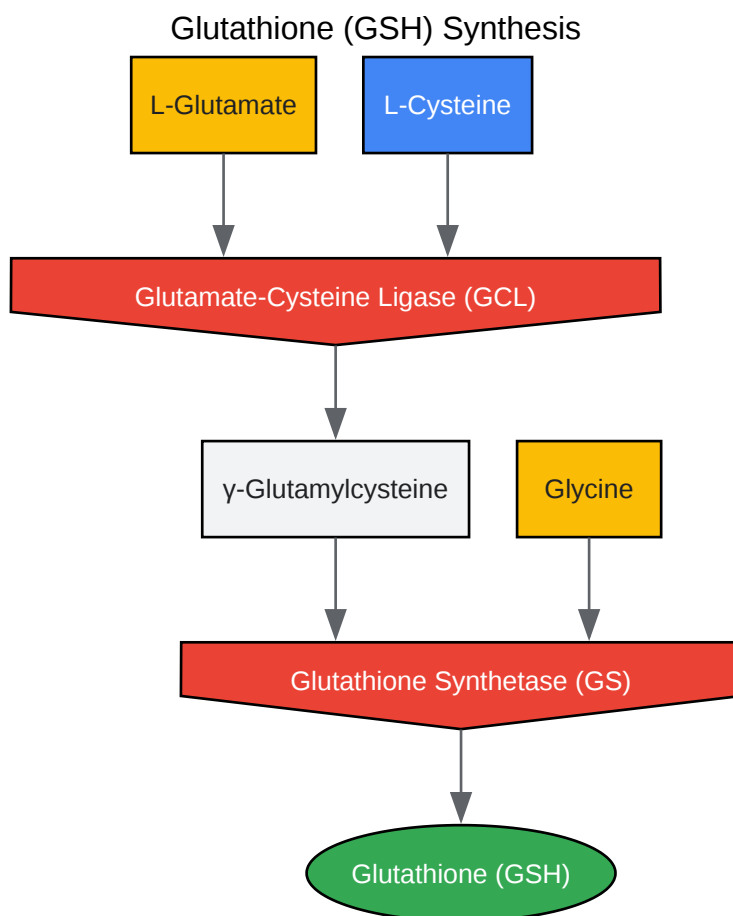 Glutathione (GSH) Synthesis
L-Glutamate
L-Cysteine
Glutamate-Cysteine Ligase (GCL)
γ-Glutamylcysteine
Glycine
Glutathione Synthetase (GS)
Glutathione (GSH)